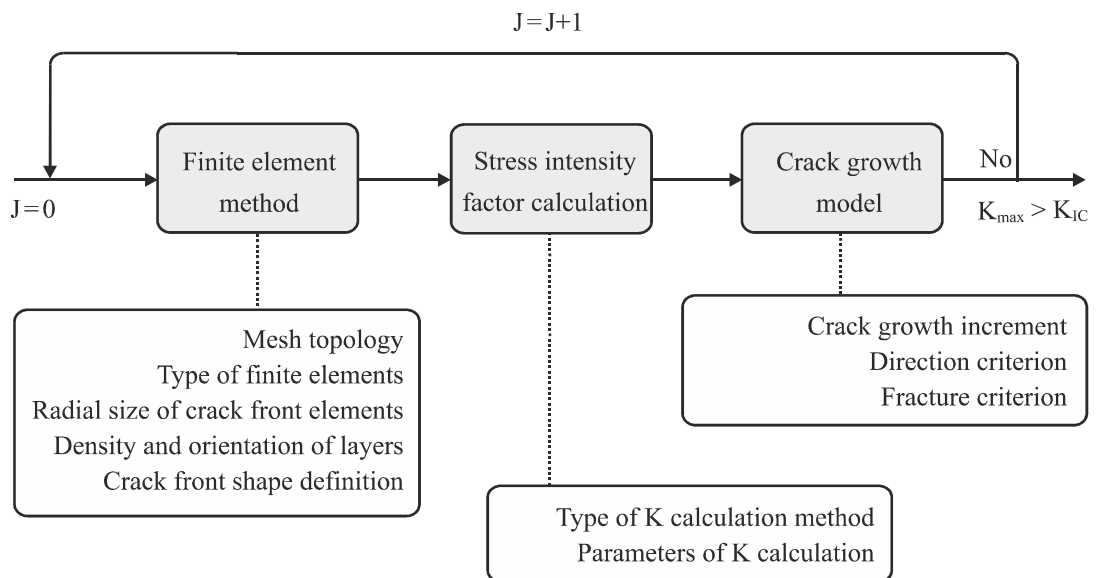 J=J+1
Finite element
method
Stress intensity
factor calculation
Crack growth
model
No
J=0
Kmax > KIC
Mesh topology
Type of finite elements
Radial size of crack front elements
Density and orientation of layers
Crack front shape definition
Crack growth increment
Direction criterion
Fracture criterion
Type of K calculation method
Parameters of K calculation